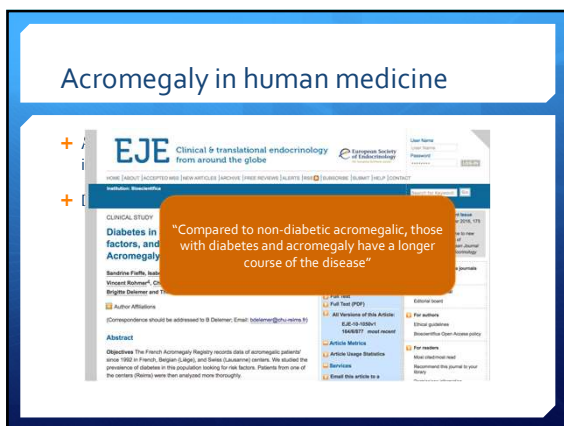 Acromegaly in human medicine
EJE Clinical & translational endocrinology
from around the globe
European Society
of Endocrinology
User Name
User Name
Password
HOME | ABOUT | ACCEPTED MSS | NEW ARTICLES | ARCHIVE | FREE REVIEWS | ALERTS | RSS | SUBSCRIBE | SUBMIT | HELP | CONTACT
Institution: Bioscientifica
Search for Keyword
Go
CLINICAL STUDY
Diabetes in
factors, and
Acromegaly
Sandrine Fieffe,
Vincent Rohmer
Brigitte Delemer and
Author Affiliations
(Correspondence should be addressed to B Delemer; Email: bdelemer@chu-reims.fr)
Abstract
Objectives The French Acromegaly Registry records data of acromegalic patients'
since 1992 in French, Belgian (Liège), and Swiss (Lausanne) centers. We studied the
prevalence of diabetes in this population looking for risk factors. Patients from one of
the centers (Reims) were then analyzed more thoroughly.
"Compared to non-diabetic acromegalic, those
with diabetes and acromegaly have a longer
course of the disease"
Full Text
Full Text (PDF)
All Versions of this Article:
EJE-10-1050v1
164/6/877 most recent
Article Metrics
Article Usage Statistics
Services
Email this article to a
journals
Editorial board
For authors
Ethical guidelines
Bioscientifica Open Access policy
For readers
Most cited/most read
Recommend this journal to your
library